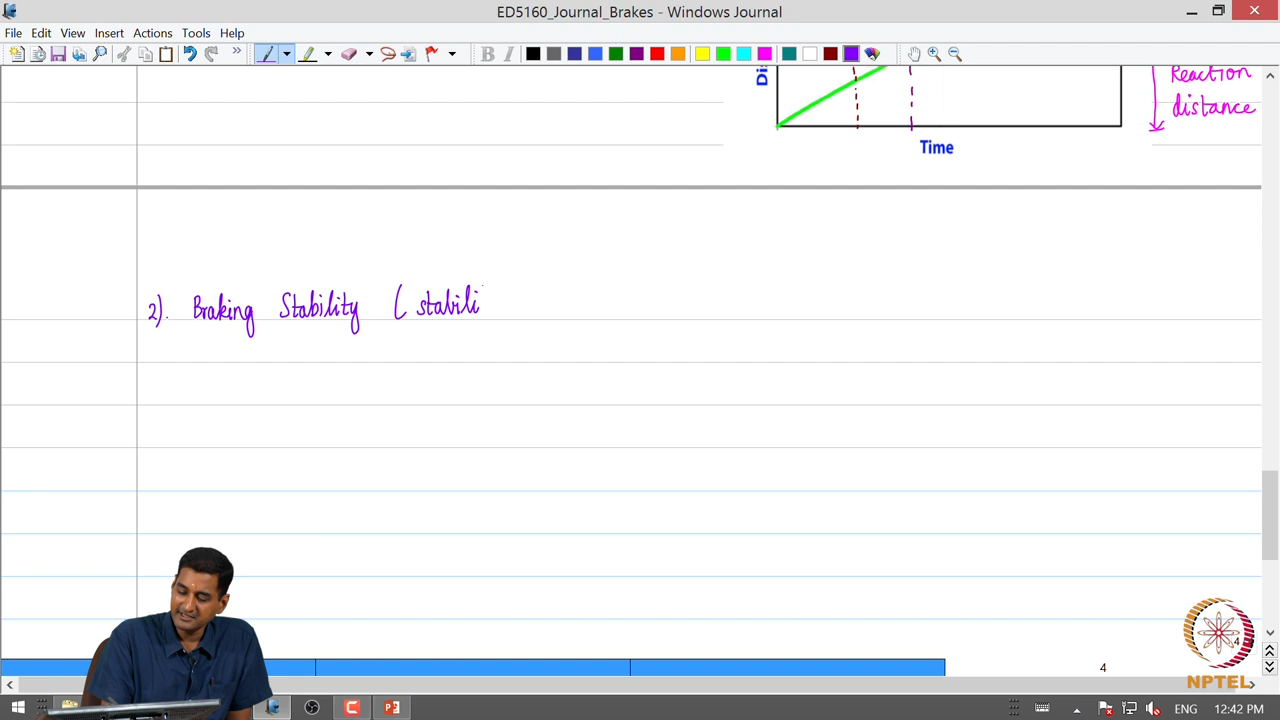 ED5160_Journal_Brakes - Windows Journal
File Edit View Insert Actions Tools Help
Reaction
distance
Time
2). Braking Stability ( stabili
4
4
NPTEL
ENG 12:42 PM